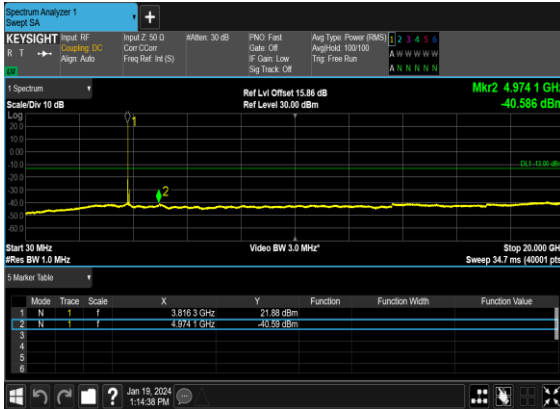 Spectrum Analyzer 1
Swept SA
+
KEYSIGHT Input: RF Input Z: 50 Ω #Atten: 30 dB PNO: Fast Avg Type: Power (RMS) 1 2 3 4 5 6
R T Coupling: DC Corr CCorr Gate: Off Avg|Hold: 100/100 A W W W W W
Align: Auto Freq Ref: Int (S) IF Gain: Low Trig: Free Run
Sig Track: Off A N N N N N
1 Spectrum Ref Lvl Offset 15.86 dB Mkr2 4.974 1 GHz
Scale/Div 10 dB Ref Level 30.00 dBm -40.586 dBm
Log
20.0
10.0
0.00
-10.0
DL1 -13.00 dBm
-20.0
-30.0
-40.0
-50.0
-60.0
1
2
Start 30 MHz Video BW 3.0 MHz* Stop 20.000 GH
#Res BW 1.0 MHz Sweep 34.7 ms (40001 pts
5 Marker Table
Mode Trace Scale X Y Function Function Width Function Value
1 N 1 f 3.816 3 GHz 21.88 dBm
2 N 1 f 4.974 1 GHz -40.59 dBm
3
4
5
6
? Jan 19, 2024
1:14:38 PM